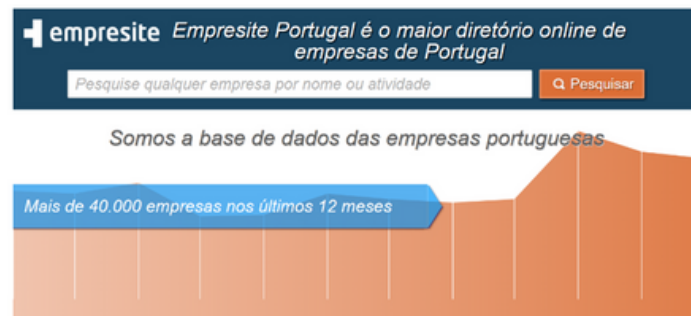 empresite
Empresite Portugal é o maior diretório online de
empresas de Portugal
Pesquise qualquer empresa por nome ou atividade
Pesquisar
Somos a base de dados das empresas portuguesas
Mais de 40.000 empresas nos últimos 12 meses